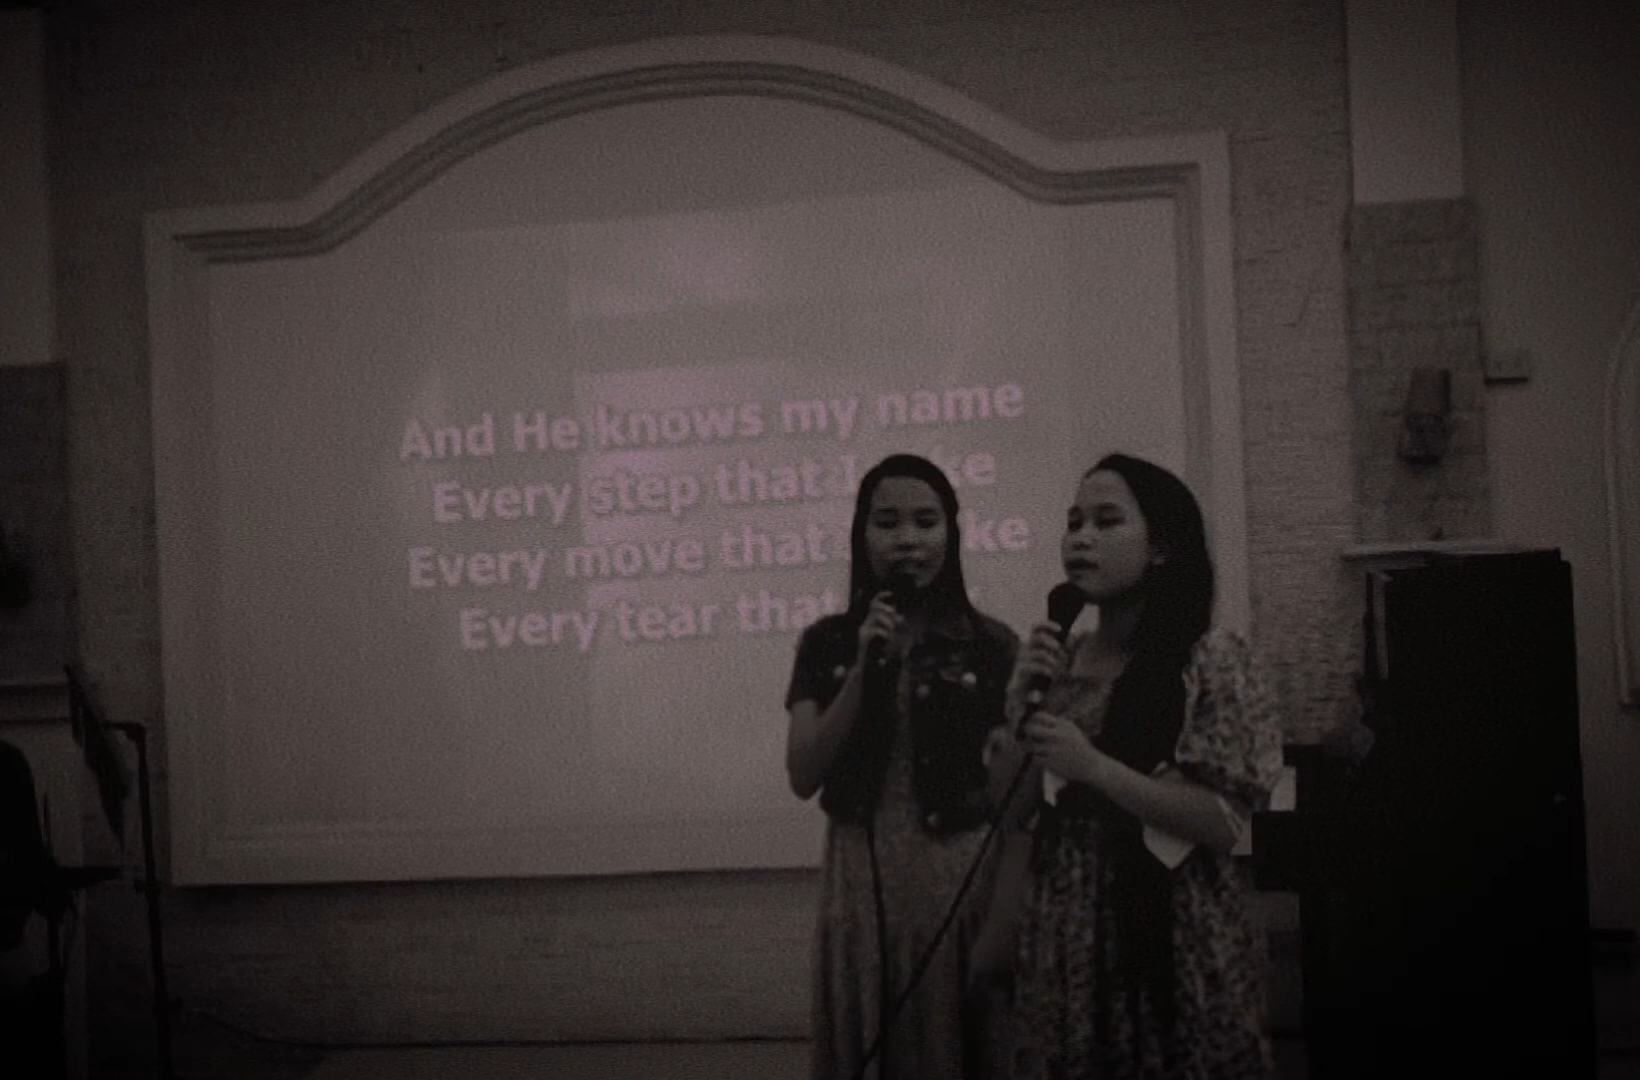 And He knows my name
Every step that I
Every move that
Every tear